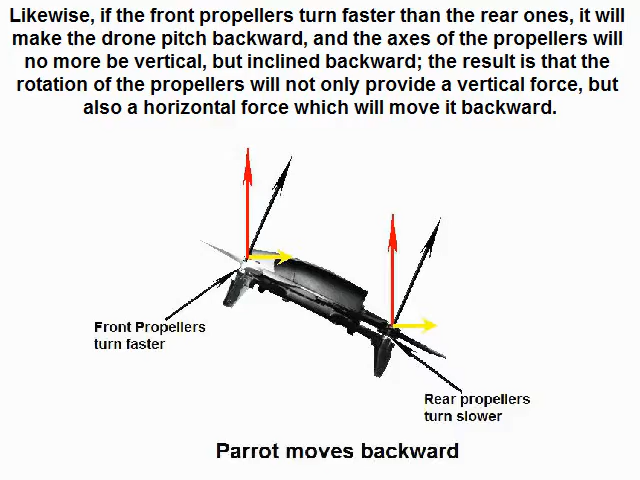 Likewise, if the front propellers turn faster than the rear ones, it will
make the drone pitch backward, and the axes of the propellers will
no more be vertical, but inclined backward; the result is that the
rotation of the propellers will not only provide a vertical force, but
also a horizontal force which will move it backward.
Front Propellers
turn faster
Rear propellers
turn slower
Parrot moves backward